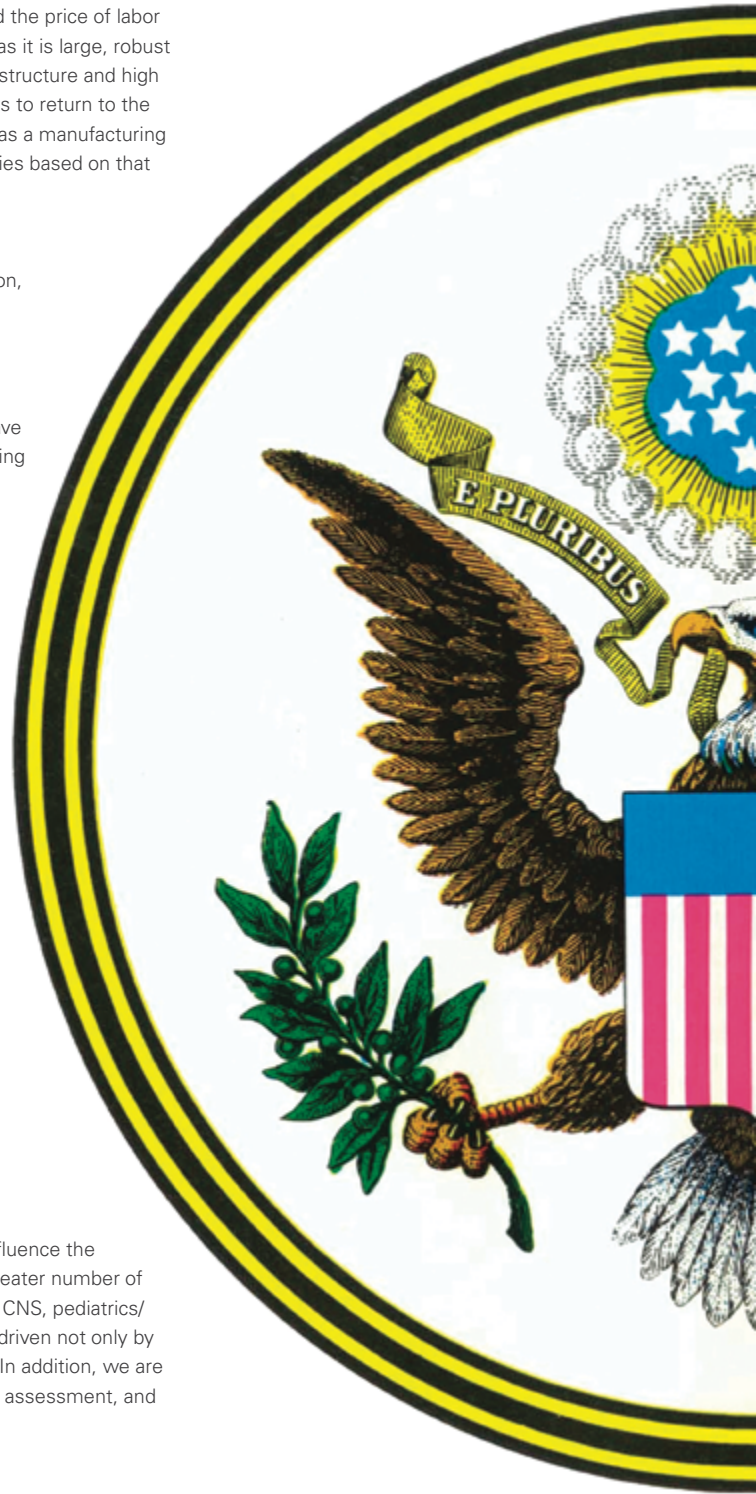 d the price of labor
as it is large, robust
structure and high
s to return to the
as a manufacturing
ies based on that
on,
ve
ing
E PLURIBUS
fluence the
eater number of
CNS, pediatrics/
driven not only by
In addition, we are
assessment, and